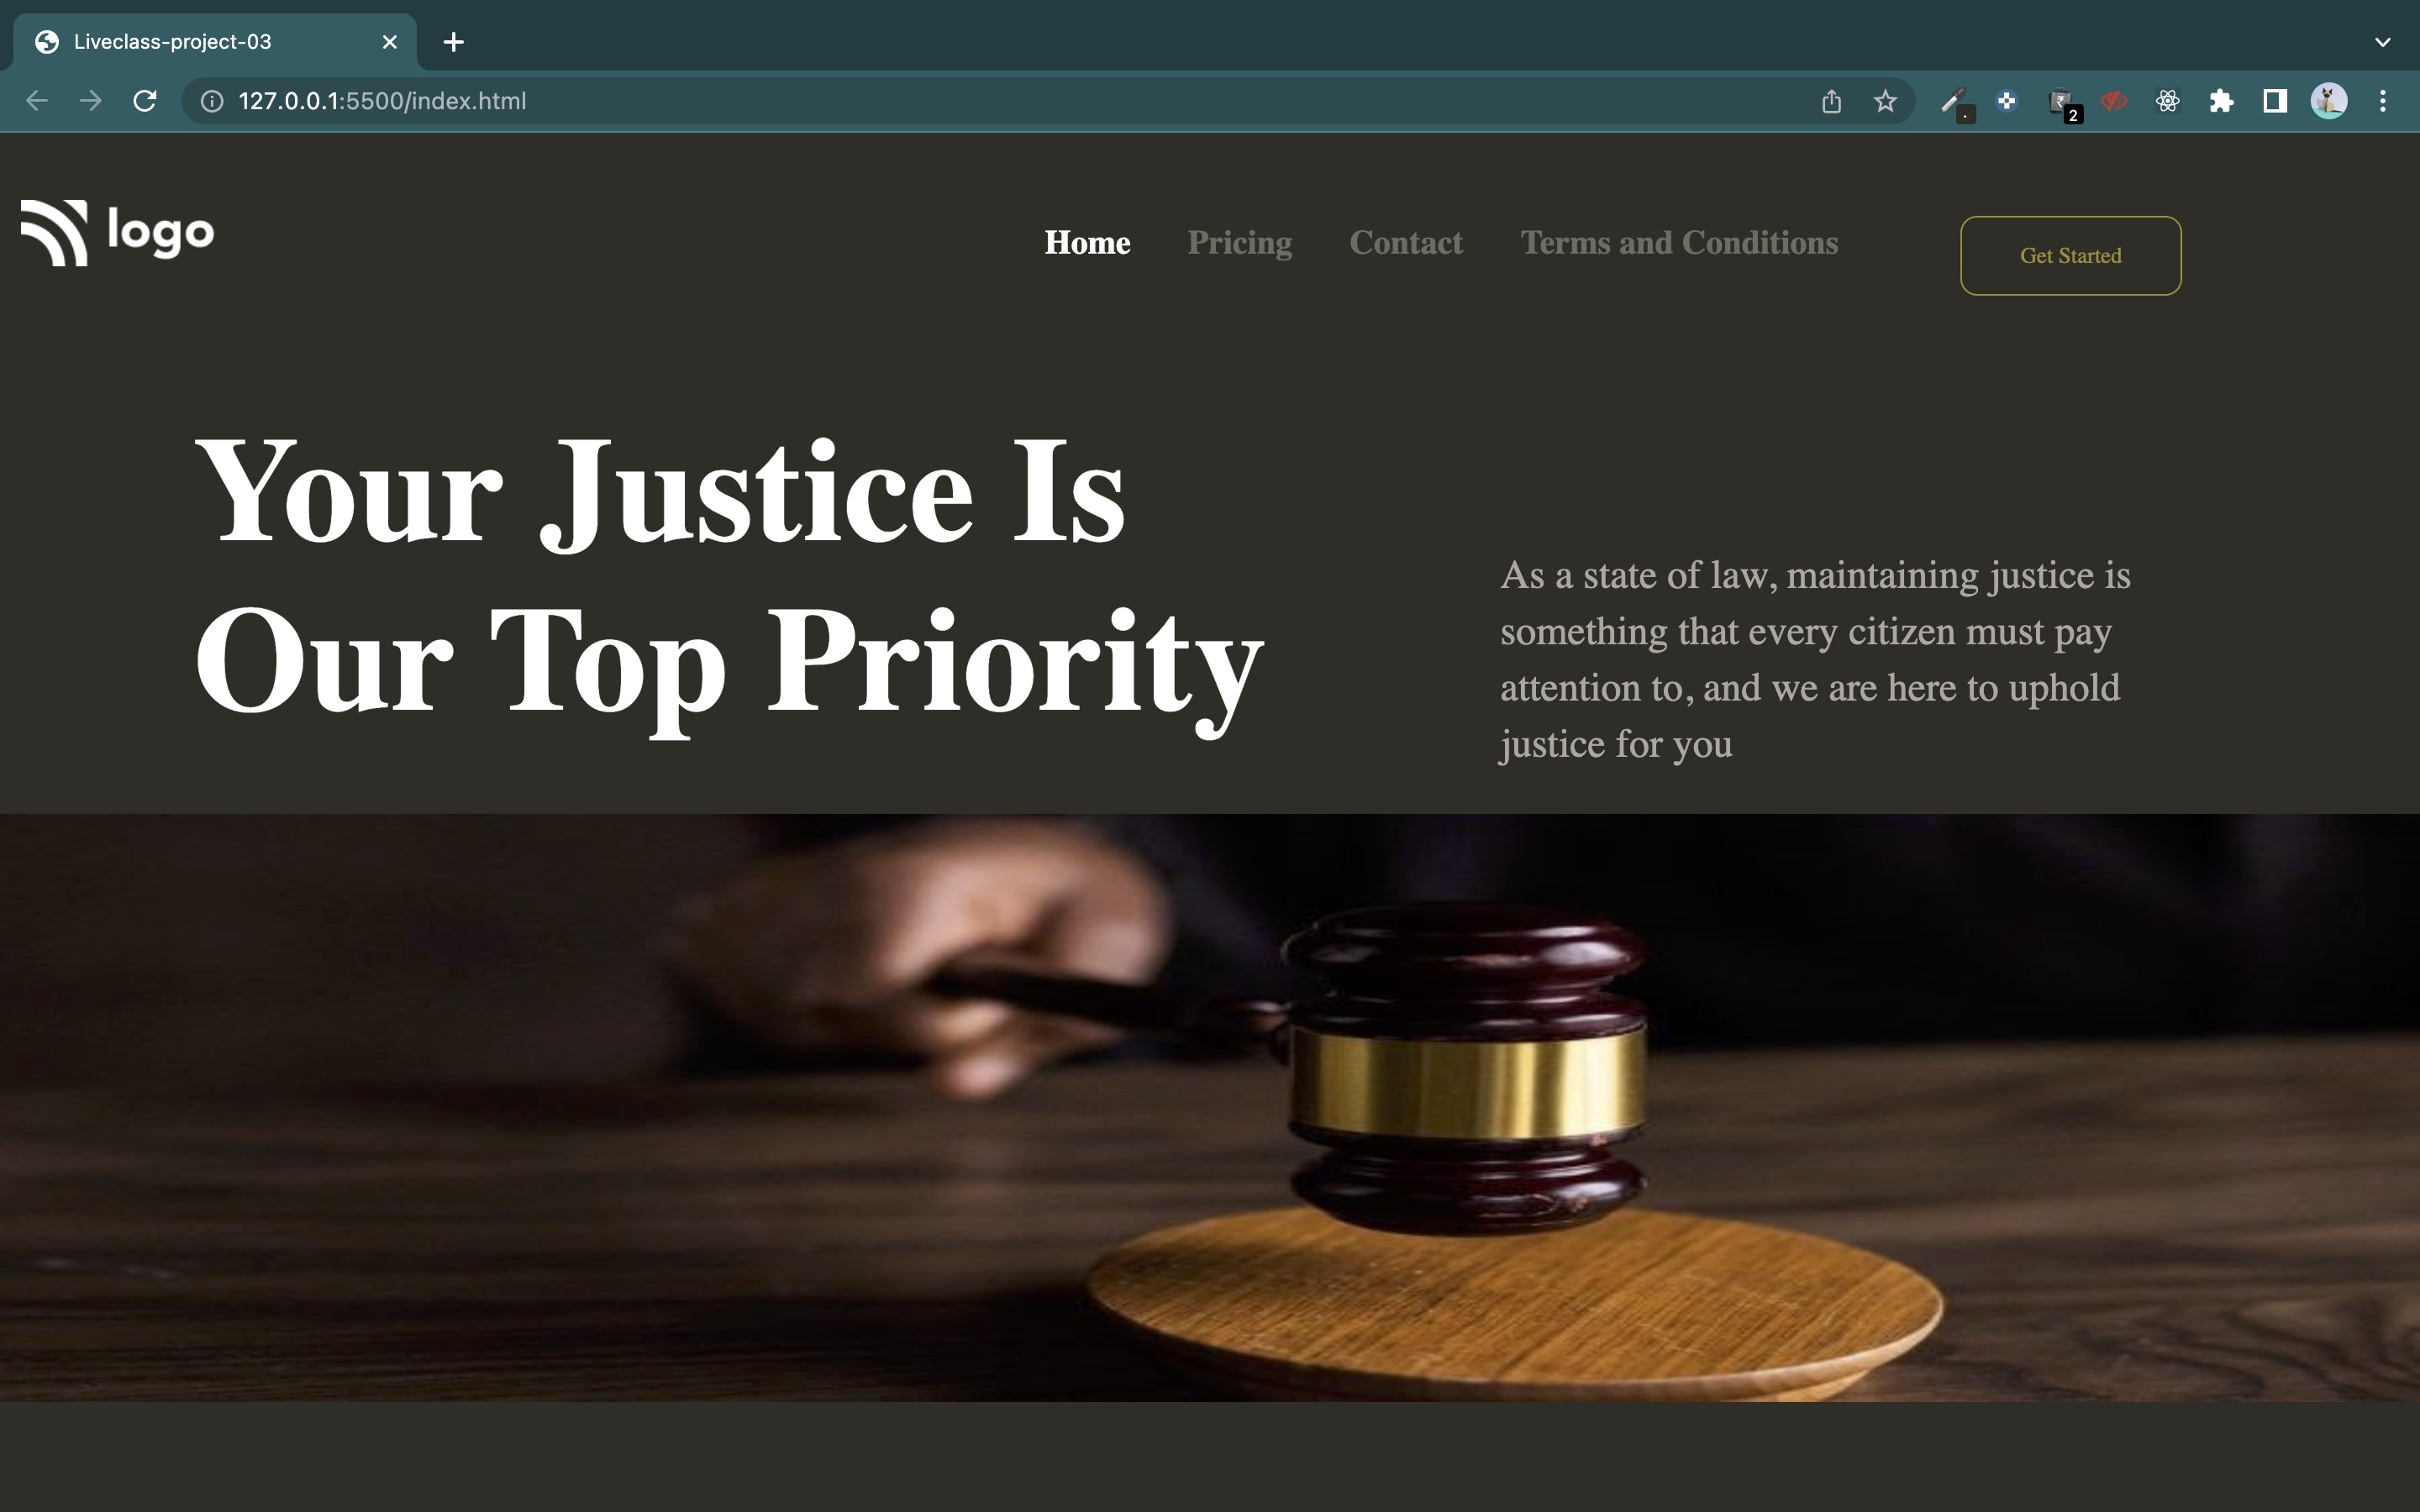 Liveclass-project-03
127.0.0.1:5500/index.html
2
logo
Home Pricing Contact Terms and Conditions Get Started
Your Justice Is
Our Top Priority
As a state of law, maintaining justice is
something that every citizen must pay
attention to, and we are here to uphold
justice for you